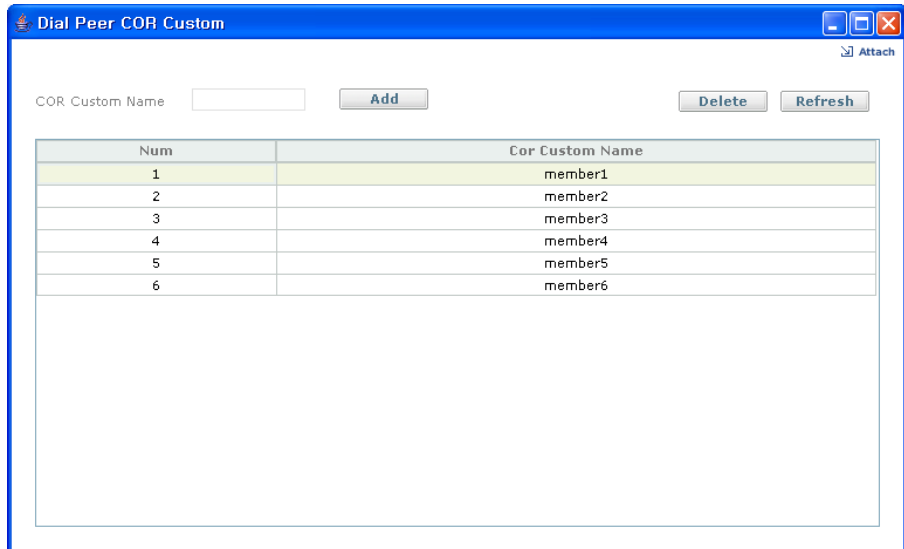 Dial Peer COR Custom
Attach
COR Custom Name Add Delete Refresh
Num Cor Custom Name
1 member1
2 member2
3 member3
4 member4
5 member5
6 member6